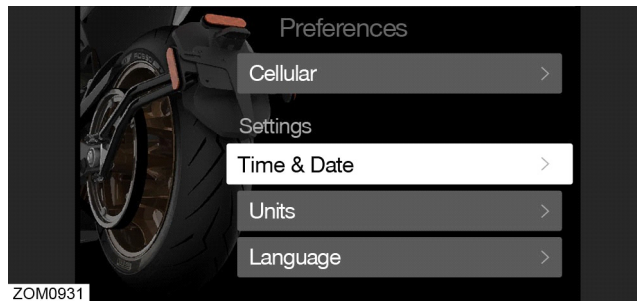 Preferences
Cellular
Settings
Time & Date
Units
Language
ZOM0931